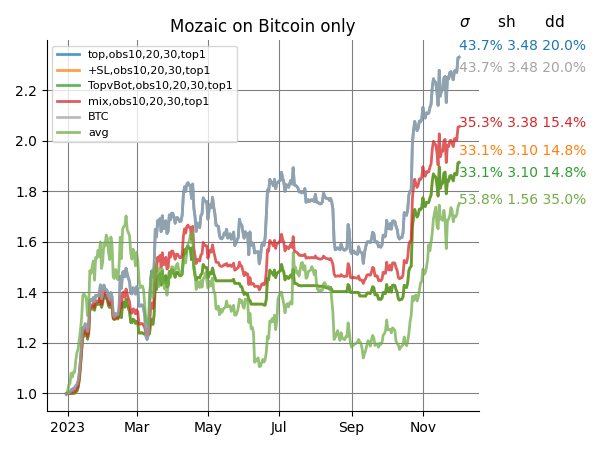 Mozaic on Bitcoin only
σ sh dd
top,obs10,20,30,top1
+SL,obs10,20,30,top1
TopvBot,obs10,20,30,top1
mix,obs10,20,30,top1
BTC
avg
43.7% 3.48 20.0%
43.7% 3.48 20.0%
35.3% 3.38 15.4%
33.1% 3.10 14.8%
33.1% 3.10 14.8%
53.8% 1.56 35.0%
2.2
2.0
1.8
1.6
1.4
1.2
1.0
2023 Mar May Jul Sep Nov